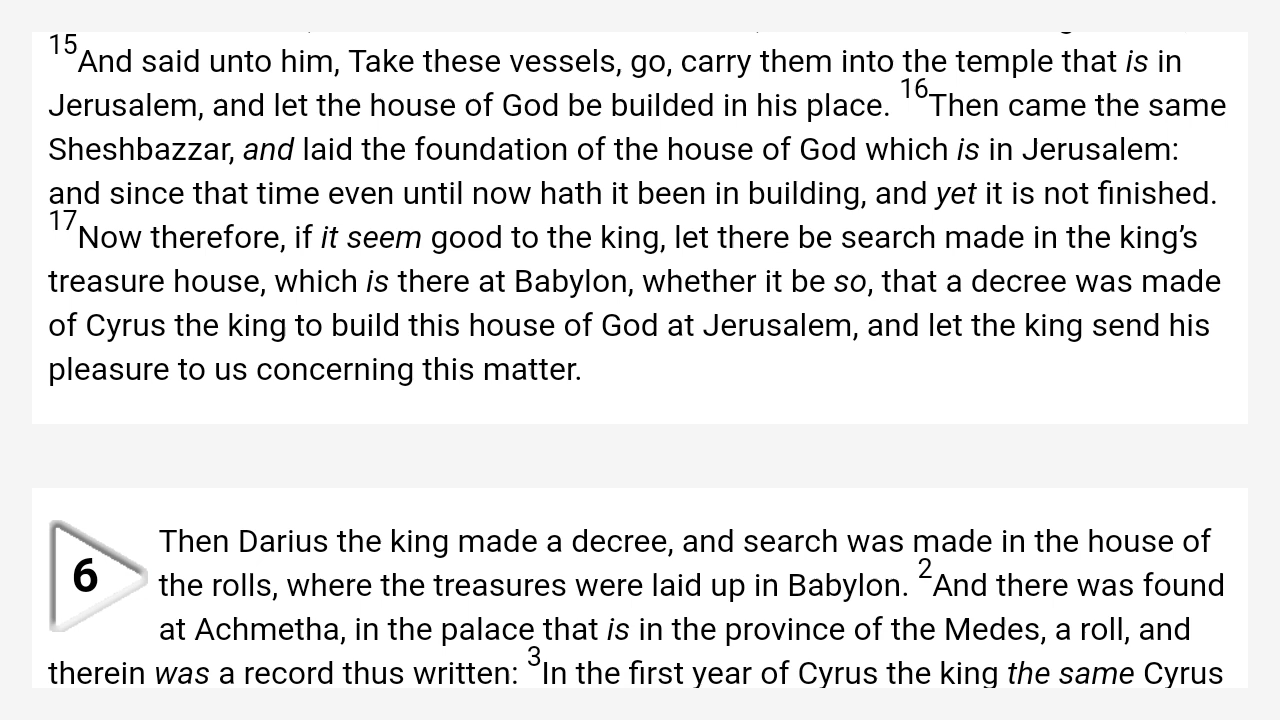 15And said unto him, Take these vessels, go, carry them into the temple that is in
Jerusalem, and let the house of God be builded in his place. 16Then came the same
Sheshbazzar, and laid the foundation of the house of God which is in Jerusalem:
and since that time even until now hath it been in building, and yet it is not finished.
17Now therefore, if it seem good to the king, let there be search made in the king’s
treasure house, which is there at Babylon, whether it be so, that a decree was made
of Cyrus the king to build this house of God at Jerusalem, and let the king send his
pleasure to us concerning this matter.
6
Then Darius the king made a decree, and search was made in the house of
the rolls, where the treasures were laid up in Babylon. 2And there was found
at Achmetha, in the palace that is in the province of the Medes, a roll, and
therein was a record thus written: 3In the first year of Cyrus the king the same Cyrus